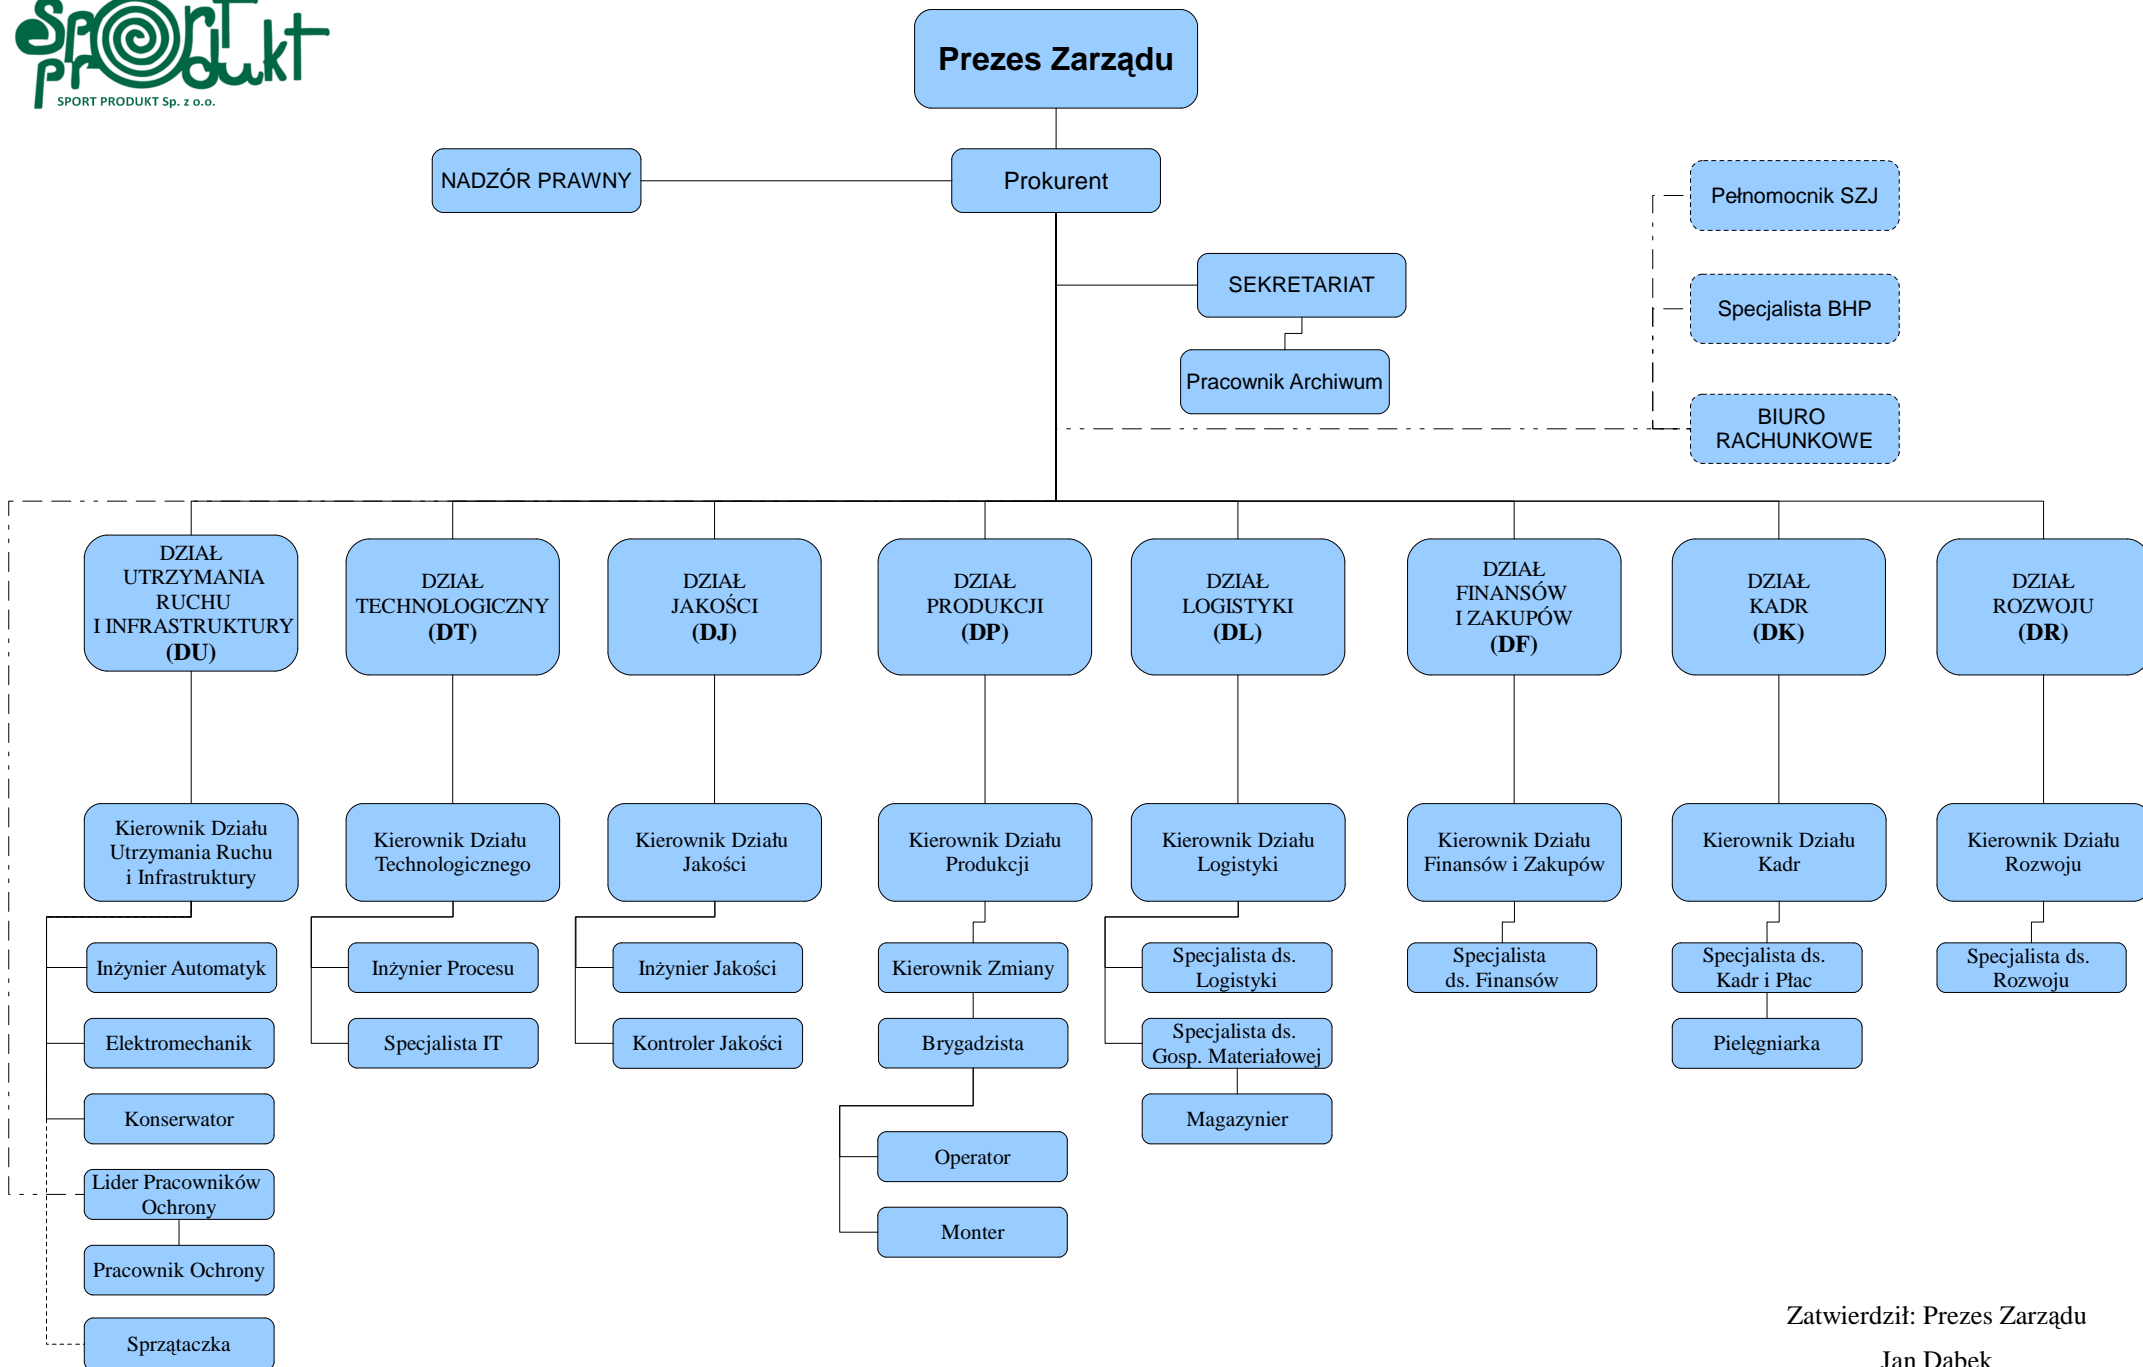 sport
produkt
SPORT PRODUKT Sp. z o.o.
Prezes Zarządu
NADZÓR PRAWNY
Prokurent
Pełnomocnik SZJ
SEKRETARIAT
Specjalista BHP
Pracownik Archiwum
BIURO
RACHUNKOWE
DZIAŁ
UTRZYMANIA
RUCHU
I INFRASTRUKTURY
(DU)
DZIAŁ
TECHNOLOGICZNY
(DT)
DZIAŁ
JAKOŚCI
(DJ)
DZIAŁ
PRODUKCJI
(DP)
DZIAŁ
LOGISTYKI
(DL)
DZIAŁ
FINANSÓW
I ZAKUPÓW
(DF)
DZIAŁ
KADR
(DK)
DZIAŁ
ROZWOJU
(DR)
Kierownik Działu
Utrzymania Ruchu
i Infrastruktury
Kierownik Działu
Technologicznego
Kierownik Działu
Jakości
Kierownik Działu
Produkcji
Kierownik Działu
Logistyki
Kierownik Działu
Finansów i Zakupów
Kierownik Działu
Kadr
Kierownik Działu
Rozwoju
Inżynier Automatyk
Inżynier Procesu
Inżynier Jakości
Kierownik Zmiany
Specjalista ds.
Logistyki
Specjalista
ds. Finansów
Specjalista ds.
Kadr i Płac
Specjalista ds.
Rozwoju
Elektromechanik
Specjalista IT
Kontroler Jakości
Brygadzista
Specjalista ds.
Gosp. Materiałowej
Pielęgniarka
Konserwator
Magazynier
Operator
Lider Pracowników
Ochrony
Monter
Pracownik Ochrony
Sprzątaczka
Zatwierdził: Prezes Zarządu
Jan Dąbek